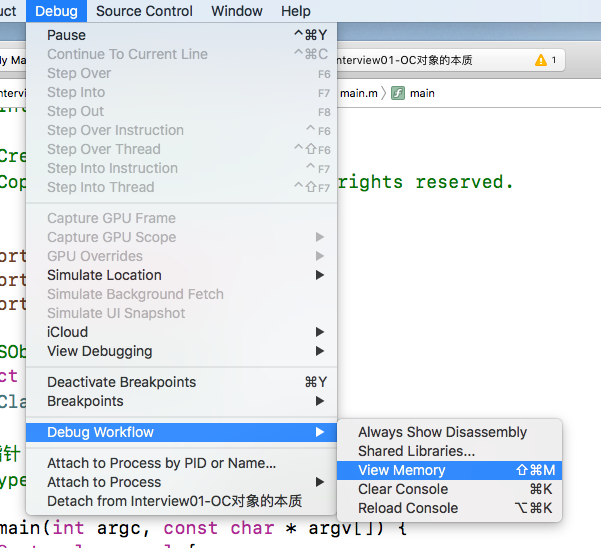 uct Debug Source Control Window Help
Pause ^⌘Y
Continue To Current Line ^⌘C
Step Over F6
Step Into F7
Step Out F8
Step Over Instruction ^F6
Step Over Thread ^⇧F6
Step Into Instruction ^F7
Step Into Thread ^⇧F7
Capture GPU Frame
Capture GPU Scope
GPU Overrides
Simulate Location
Simulate Background Fetch
Simulate UI Snapshot
iCloud
View Debugging
Deactivate Breakpoints ⌘Y
Breakpoints
Debug Workflow
Attach to Process by PID or Name...
Attach to Process
Detach from Interview01-OC对象的本质
Always Show Disassembly
Shared Libraries...
View Memory ⇧⌘M
Clear Console ⌘K
Reload Console ⌥⌘K
ly Ma
nterview01-OC对象的本质 1
nterv
main.m 〉 main
Cre
Cop
rights reserved.
ort
ort
ort
SOb
ct
Cla
指针
ype
main(int argc, const char * argv[]) {